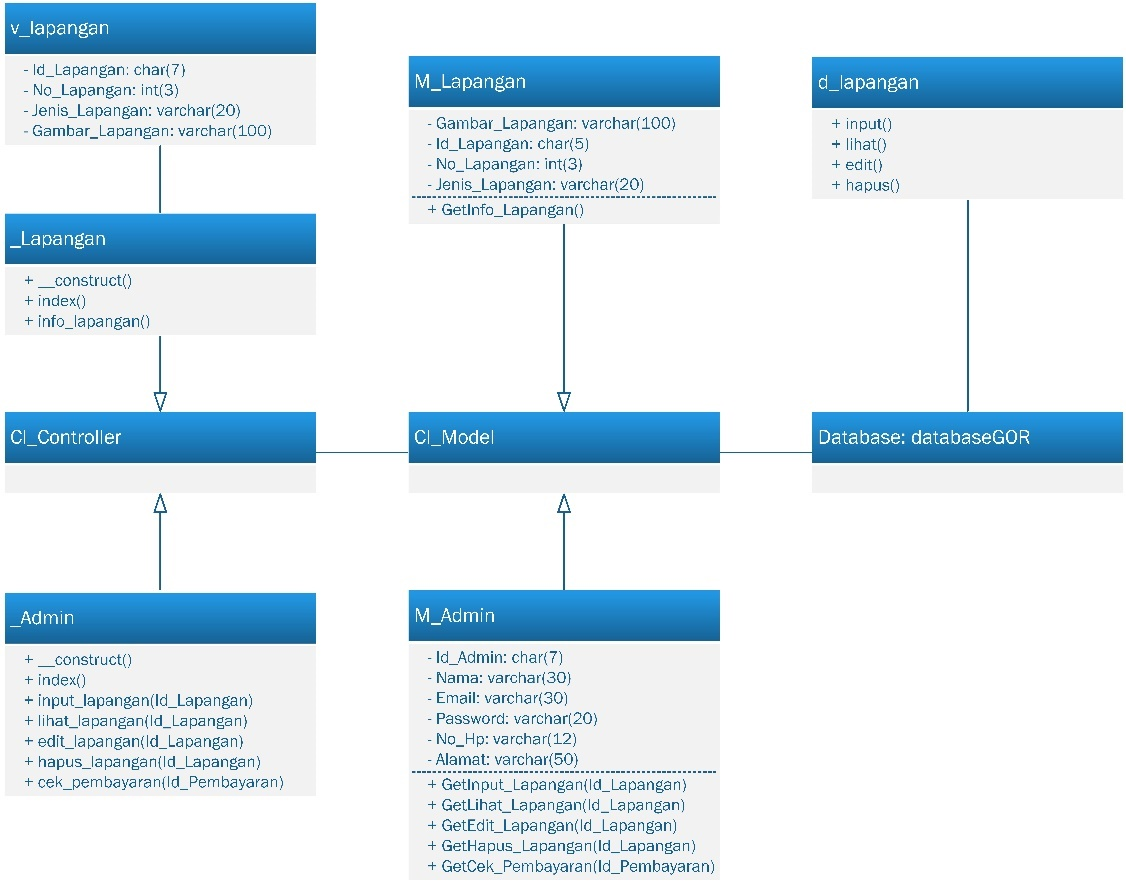 v_lapangan
- Id_Lapangan: char(7)
- No_Lapangan: int(3)
- Jenis_Lapangan: varchar(20)
- Gambar_Lapangan: varchar(100)
_Lapangan
+ __construct()
+ index()
+ info_lapangan()
CI_Controller
_Admin
+ __construct()
+ index()
+ input_lapangan(Id_Lapangan)
+ lihat_lapangan(Id_Lapangan)
+ edit_lapangan(Id_Lapangan)
+ hapus_lapangan(Id_Lapangan)
+ cek_pembayaran(Id_Pembayaran)
M_Lapangan
- Gambar_Lapangan: varchar(100)
- Id_Lapangan: char(5)
- No_Lapangan: int(3)
- Jenis_Lapangan: varchar(20)
+ GetInfo_Lapangan()
CI_Model
M_Admin
- Id_Admin: char(7)
- Nama: varchar(30)
- Email: varchar(30)
- Password: varchar(20)
- No_Hp: varchar(12)
- Alamat: varchar(50)
+ GetInput_Lapangan(Id_Lapangan)
+ GetLihat_Lapangan(Id_Lapangan)
+ GetEdit_Lapangan(Id_Lapangan)
+ GetHapus_Lapangan(Id_Lapangan)
+ GetCek_Pembayaran(Id_Pembayaran)
d_lapangan
+ input()
+ lihat()
+ edit()
+ hapus()
Database: databaseGOR